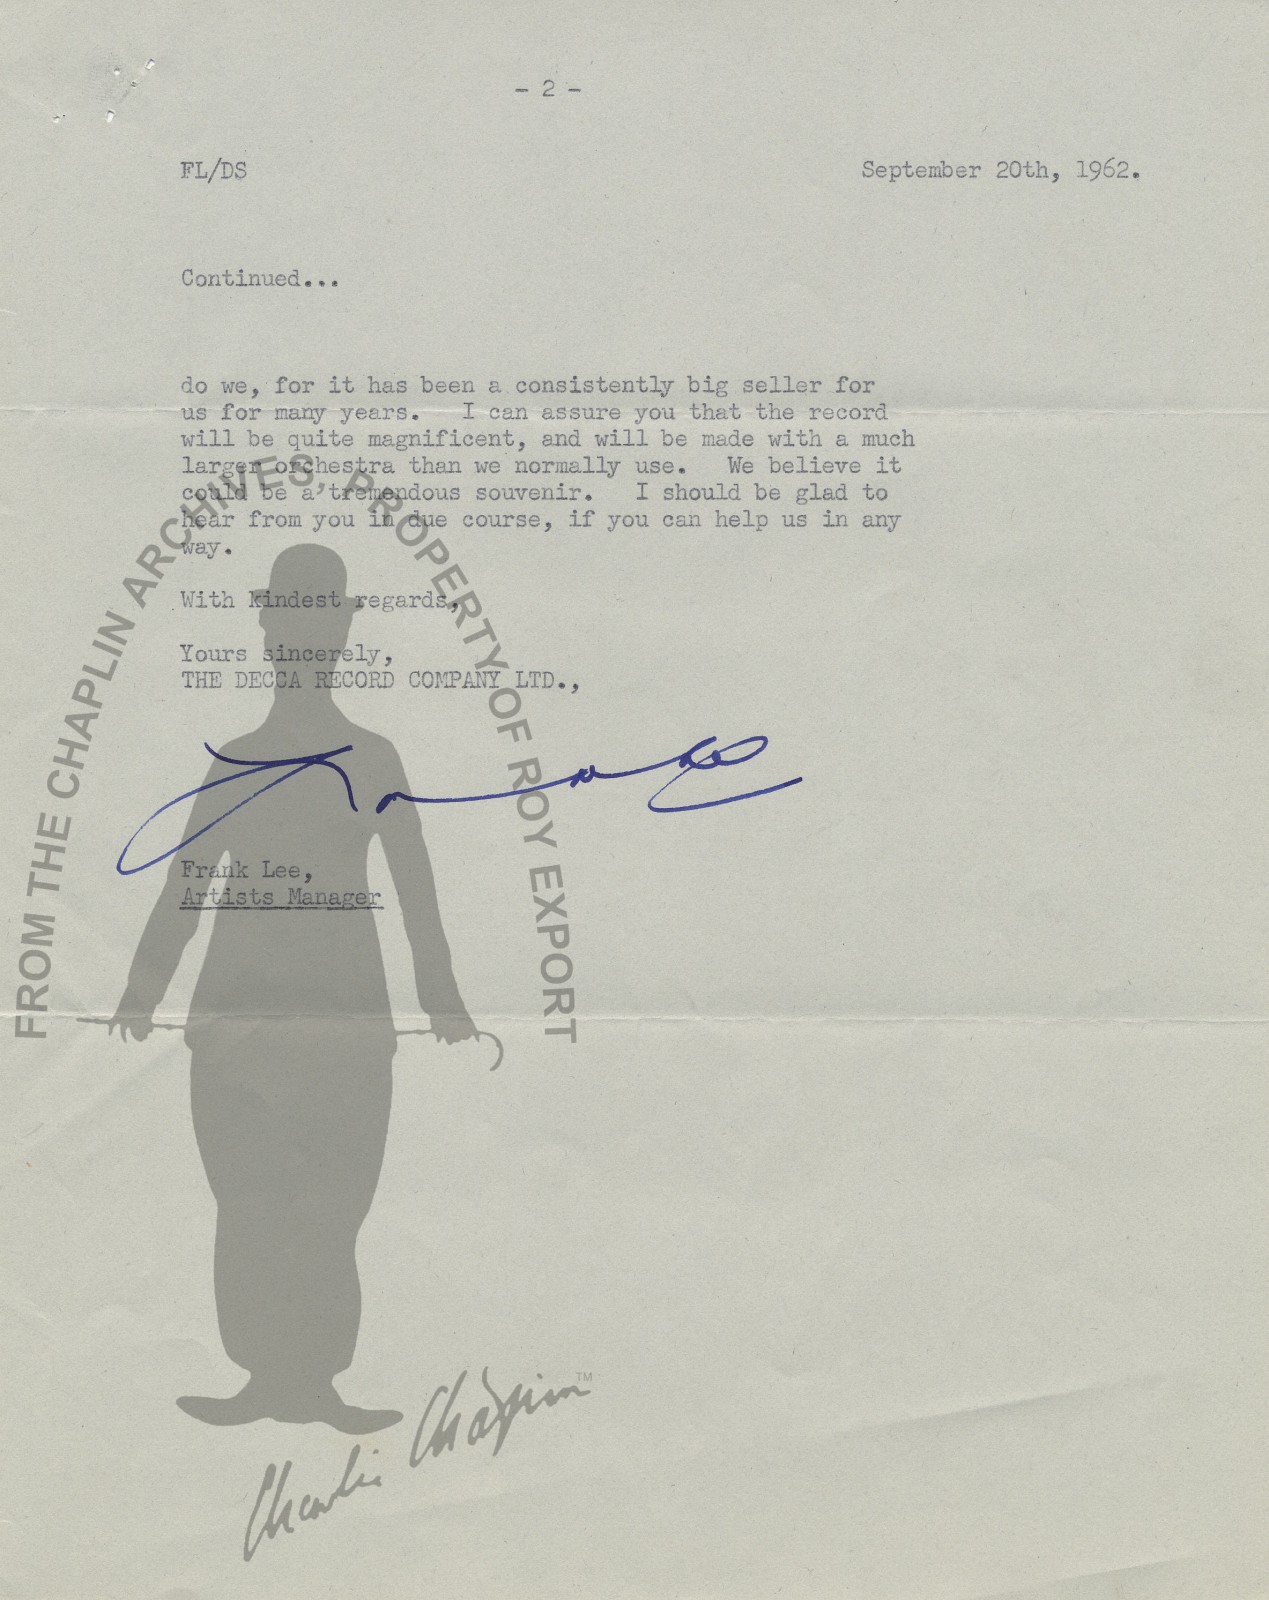 - 2 -
FL/DS September 20th, 1962.
Continued...
do we, for it has been a consistently big seller for
us for many years. I can assure you that the record
will be quite magnificent, and will be made with a much
larger orchestra than we normally use. We believe it
could be a tremendous souvenir. I should be glad to
hear from you in due course, if you can help us in any
way.
With kindest regards,
Yours sincerely,
THE DECCA RECORD COMPANY LTD.,
Frank Lee,
Artists Manager
FROM THE CHAPLIN ARCHIVES, PROPERTY OF ROY EXPORT
Charlie Chaplin™